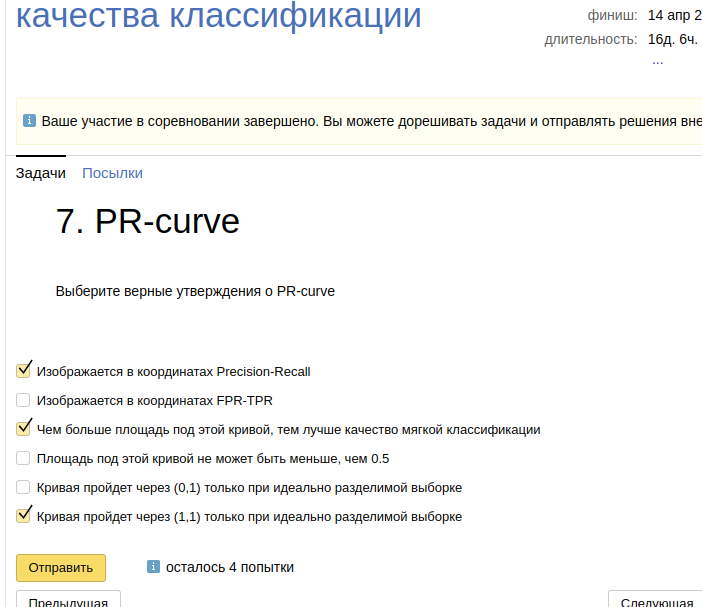 качества классификации
финиш: 14 апр 2
длительность: 16д. 6ч.
...
Ваше участие в соревновании завершено. Вы можете дорешивать задачи и отправлять решения вне
Задачи Посылки
7. PR-curve
Выберите верные утверждения о PR-curve
Изображается в координатах Precision-Recall
Изображается в координатах FPR-TPR
Чем больше площадь под этой кривой, тем лучше качество мягкой классификации
Площадь под этой кривой не может быть меньше, чем 0.5
Кривая пройдет через (0,1) только при идеально разделимой выборке
Кривая пройдет через (1,1) только при идеально разделимой выборке
Отправить осталось 4 попытки
Предыдущая Следующая